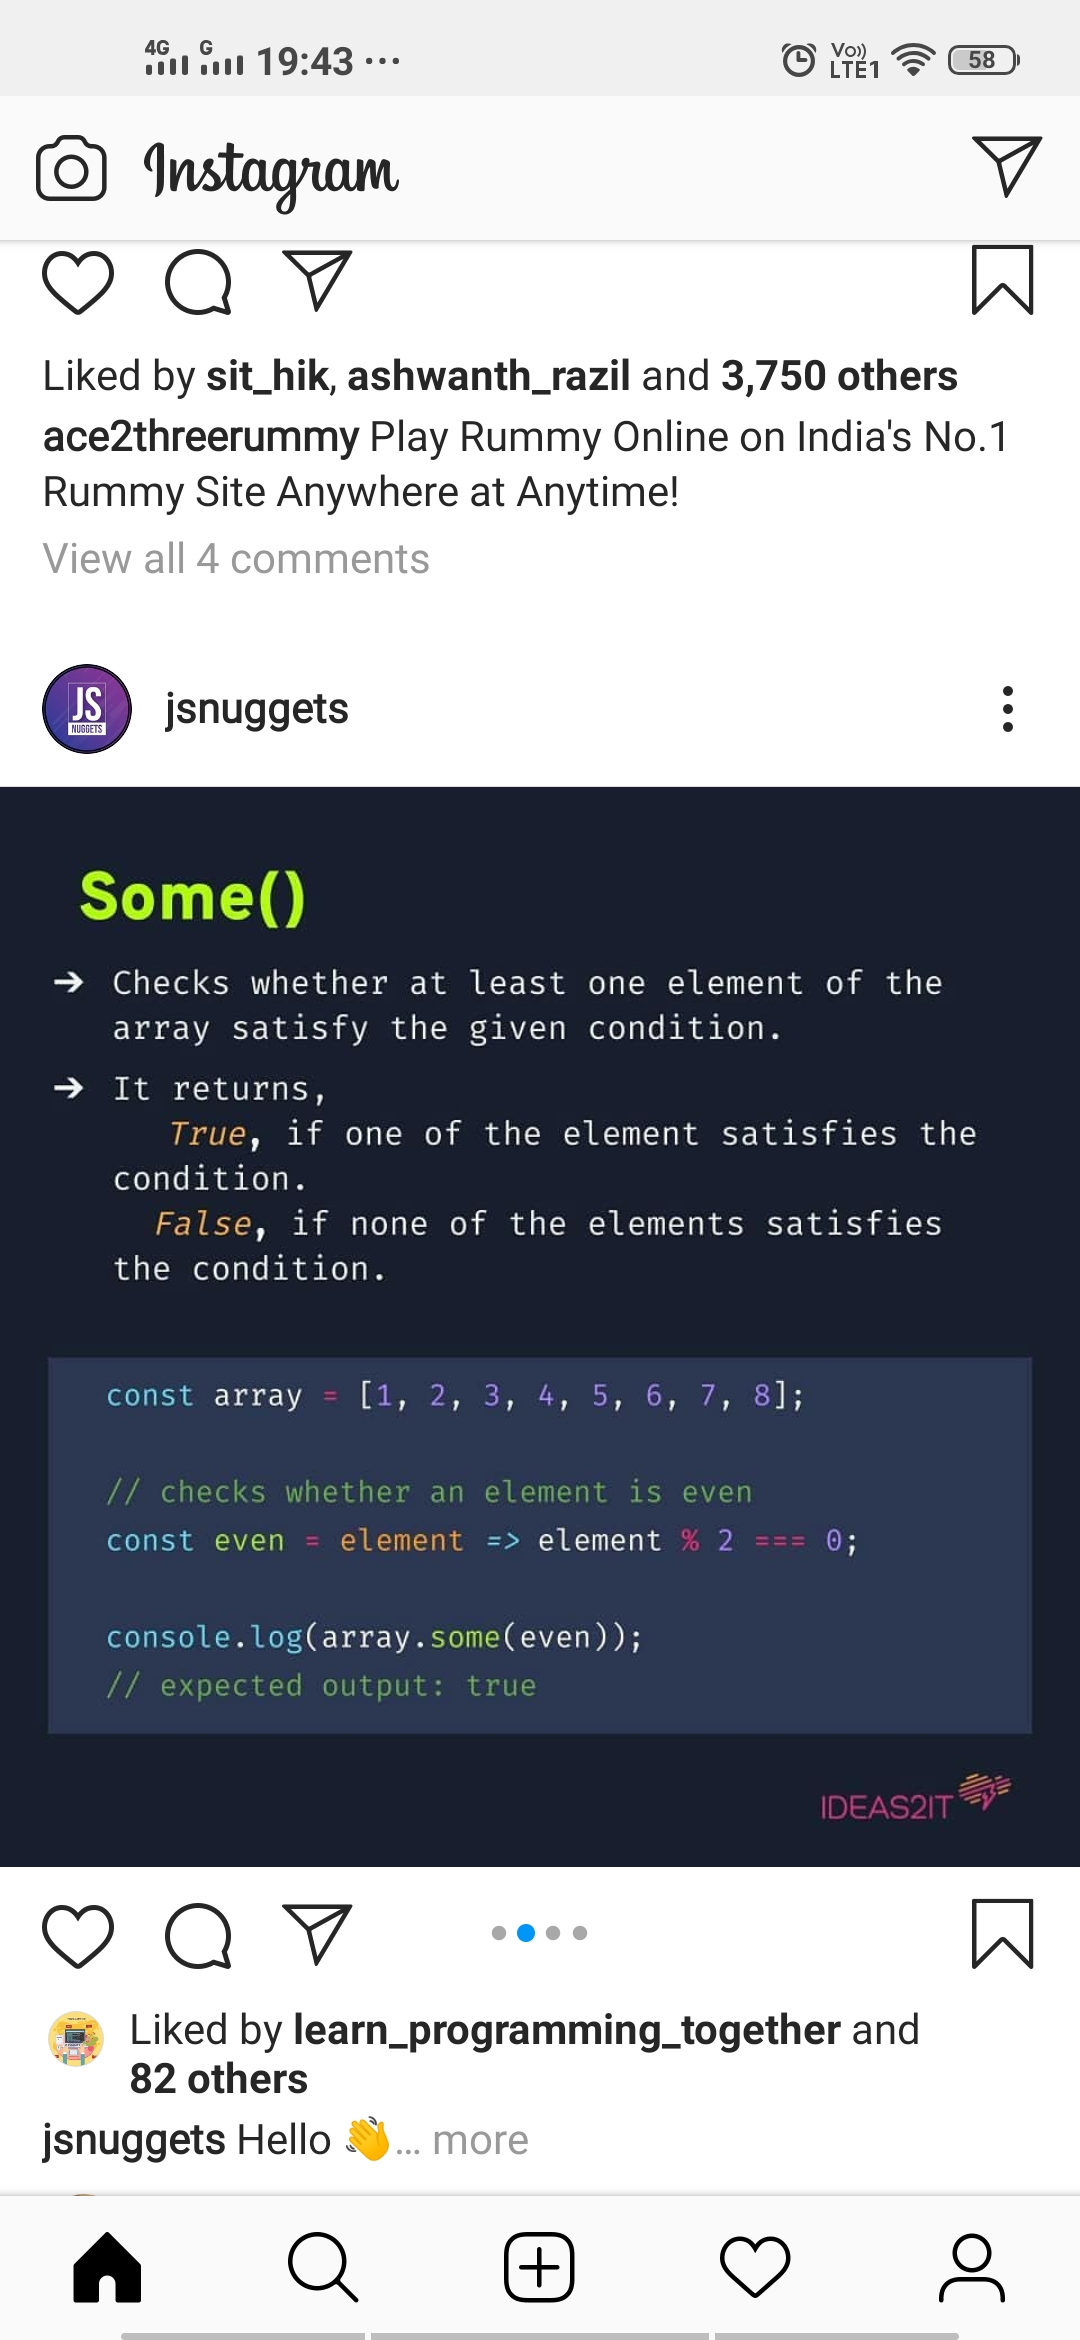 4G G 19:43 ...
Vo)) LTE1 58
Instagram
Liked by sit_hik, ashwanth_razil and 3,750 others
ace2threerummy Play Rummy Online on India's No.1
Rummy Site Anywhere at Anytime!
View all 4 comments
JS
NUGGETS
jsnuggets
Some()
→ Checks whether at least one element of the
array satisfy the given condition.
→ It returns,
True, if one of the element satisfies the
condition.
False, if none of the elements satisfies
the condition.
const array = [1, 2, 3, 4, 5, 6, 7, 8];
// checks whether an element is even
const even = element => element % 2 === 0;
console.log(array.some(even));
// expected output: true
IDEAS2IT
Liked by learn_programming_together and
82 others
jsnuggets Hello 👋... more